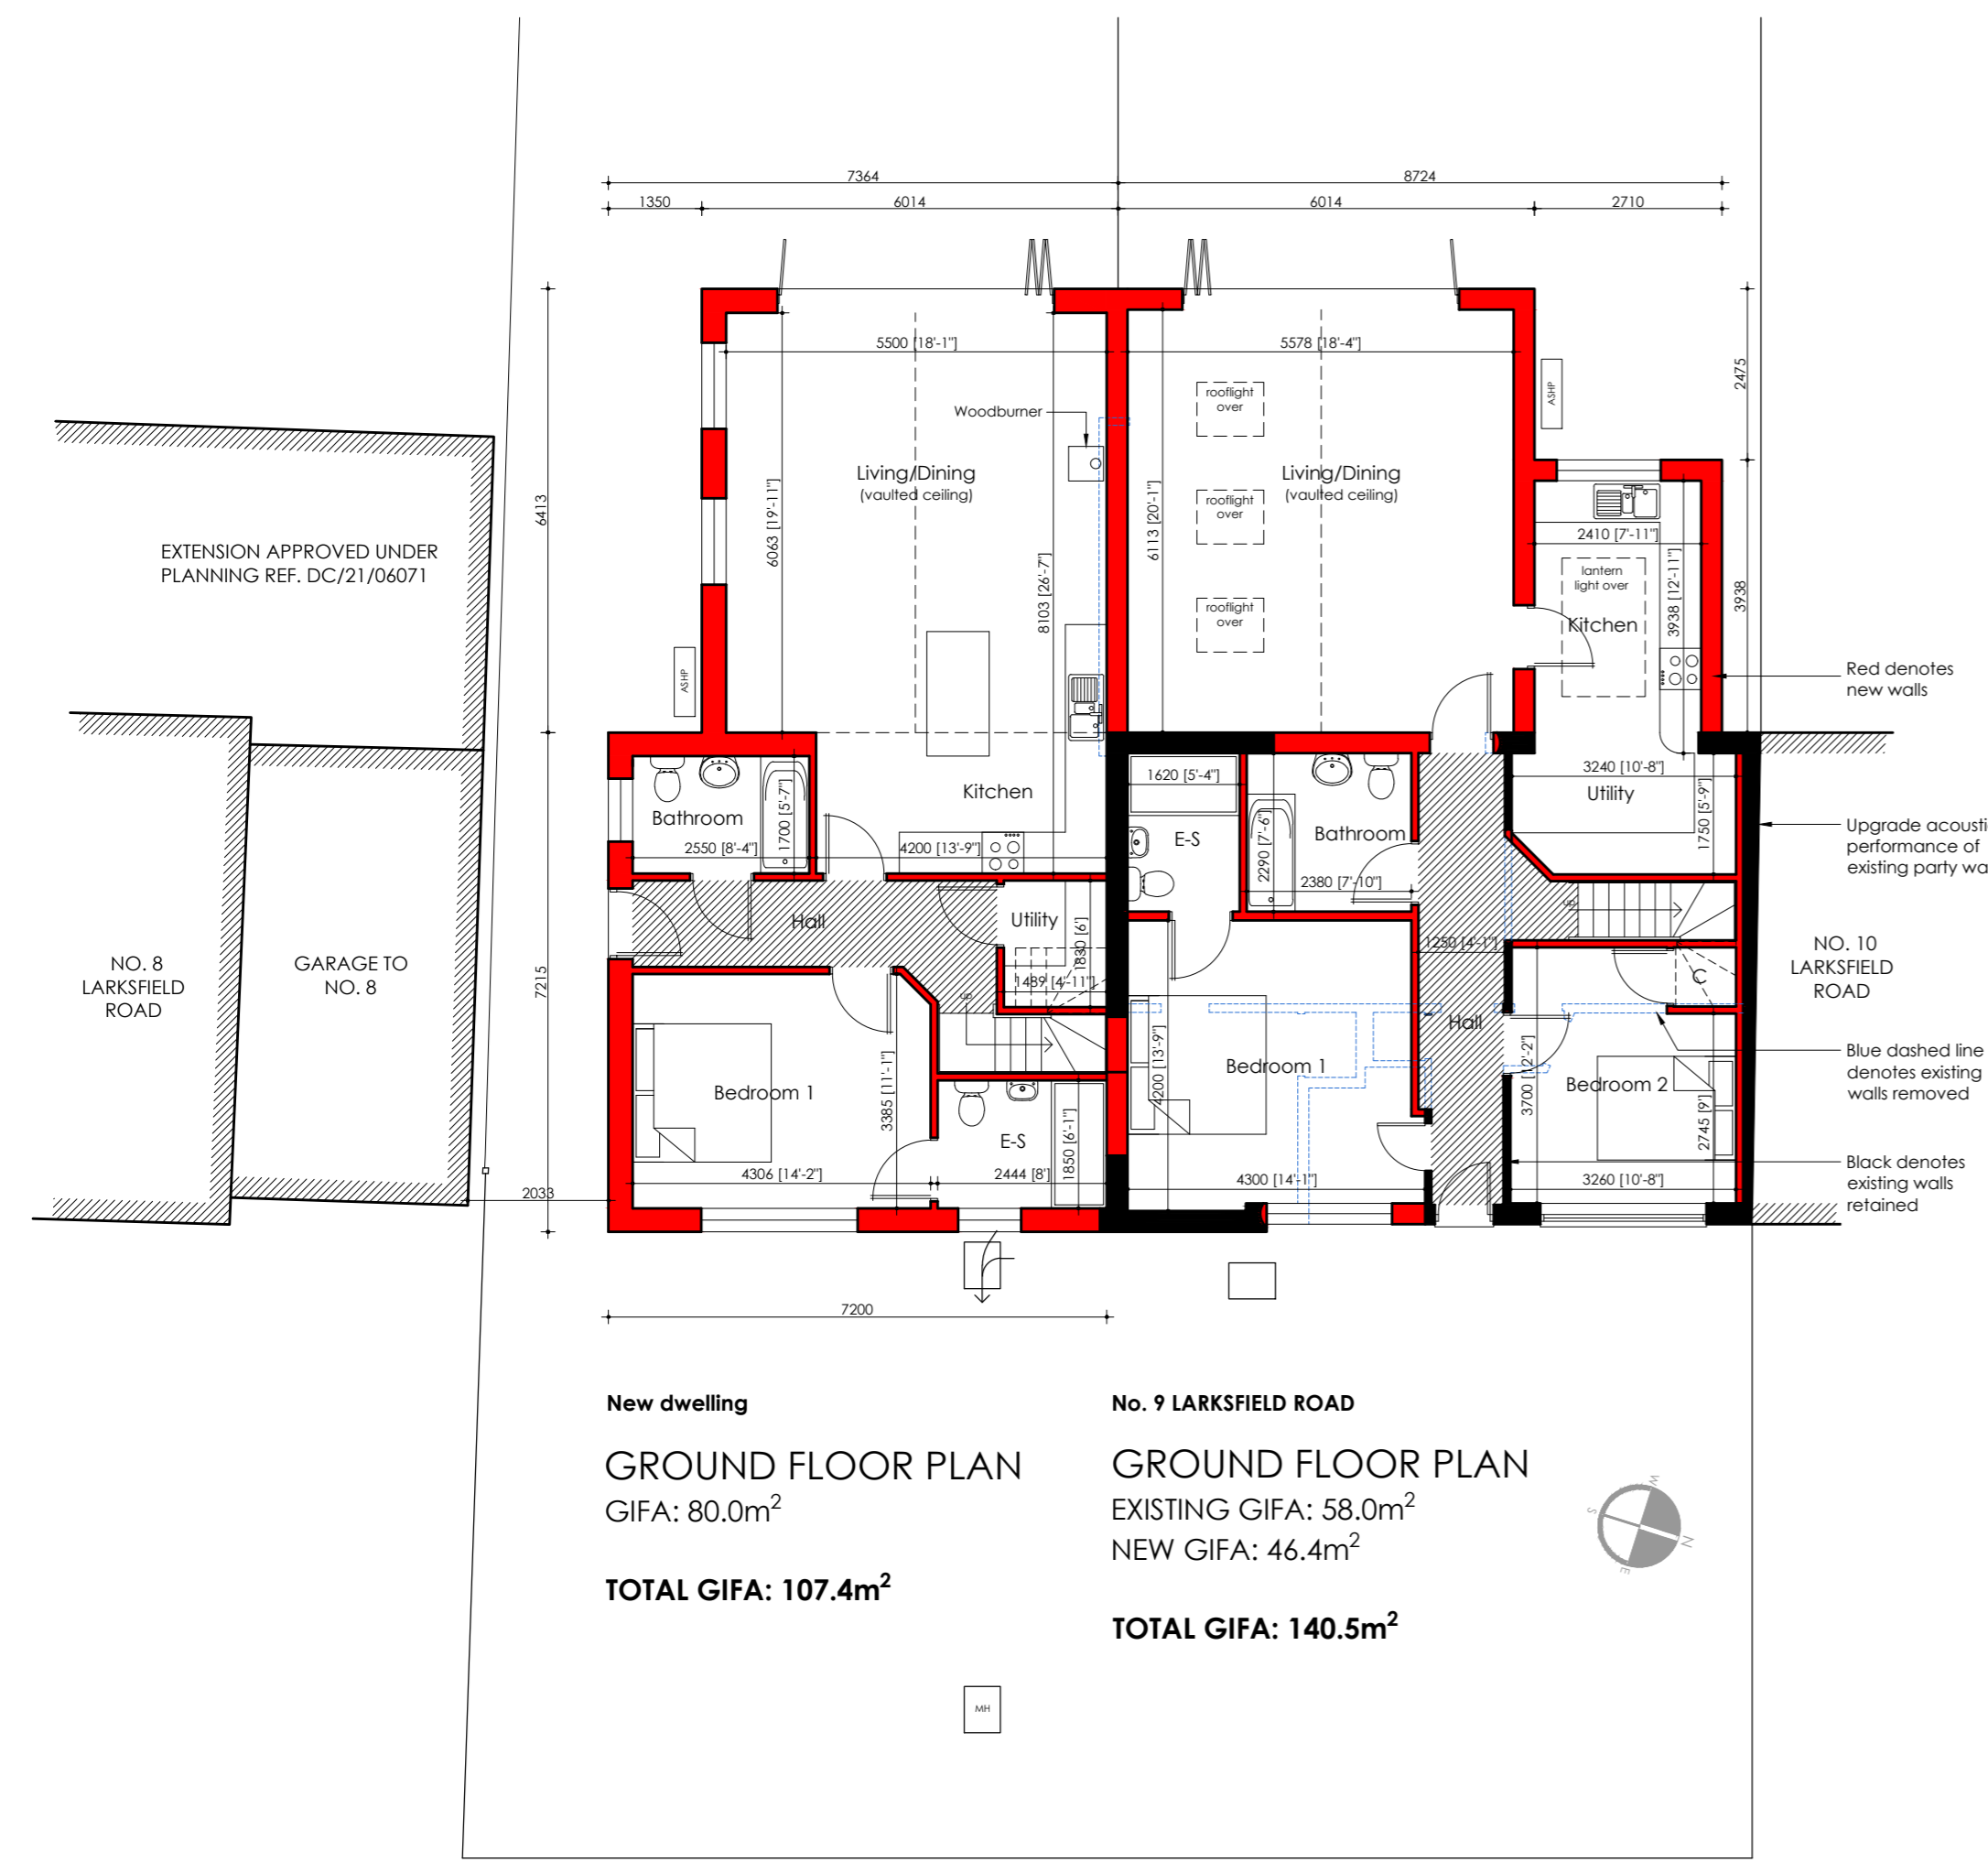 7364
8724
1350
6014
6014
2710
5500 [18'-1"]
5578 [18'-4"]
2475
ASHP
rooflight
over
Woodburner
Living/Dining
(vaulted ceiling)
Living/Dining
(vaulted ceiling)
rooflight
over
6413
6063 [19'-11"]
6113 [20'-1"]
2410 [7'-11"]
EXTENSION APPROVED UNDER
PLANNING REF. DC/21/06071
lantern
light over
8103 [26'-7"]
3938 [12'-11"]
3938
rooflight
over
Kitchen
ASHP
Red denotes
new walls
1620 [5'-4"]
3240 [10'-8"]
Kitchen
Utility
Bathroom
1700 [5'-7"]
E-S
Bathroom
2290 [7'-6"]
1750 [5'-9"]
Upgrade acousti
performance of
existing party wa
2550 [8'-4"]
4200 [13'-9"]
2380 [7'-10"]
Hall
Utility
1830 [6']
up
1250 [4'-1"]
NO. 8
LARKSFIELD
ROAD
GARAGE TO
NO. 8
7215
1489 [4'-11"]
up
C
NO. 10
LARKSFIELD
ROAD
Hall
4200 [13'-9"]
Bedroom 1
3385 [11'-1"]
Bedroom 1
3700 [12'-2"]
Bedroom 2
2745 [9']
Blue dashed line
denotes existing
walls removed
E-S
1850 [6'-1"]
4306 [14'-2"]
2444 [8']
4300 [14'-1"]
3260 [10'-8"]
Black denotes
existing walls
retained
2033
7200
New dwelling
GROUND FLOOR PLAN
GIFA: 80.0m²
TOTAL GIFA: 107.4m²
No. 9 LARKSFIELD ROAD
GROUND FLOOR PLAN
EXISTING GIFA: 58.0m²
NEW GIFA: 46.4m²
TOTAL GIFA: 140.5m²
W
S
N
E
MH